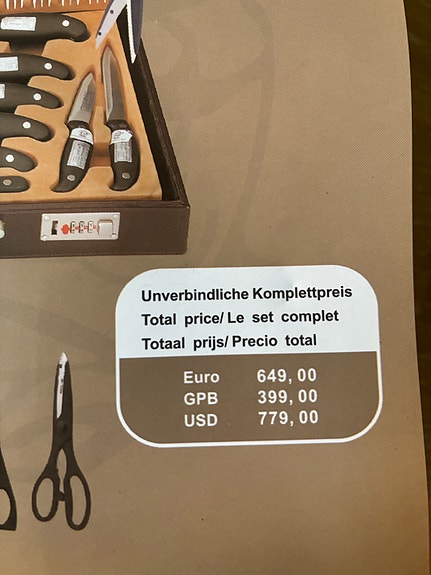 Unverbindliche Komplettpreis
Total price/ Le set complet
Totaal prijs/ Precio total
Euro 649, 00
GPB 399, 00
USD 779, 00